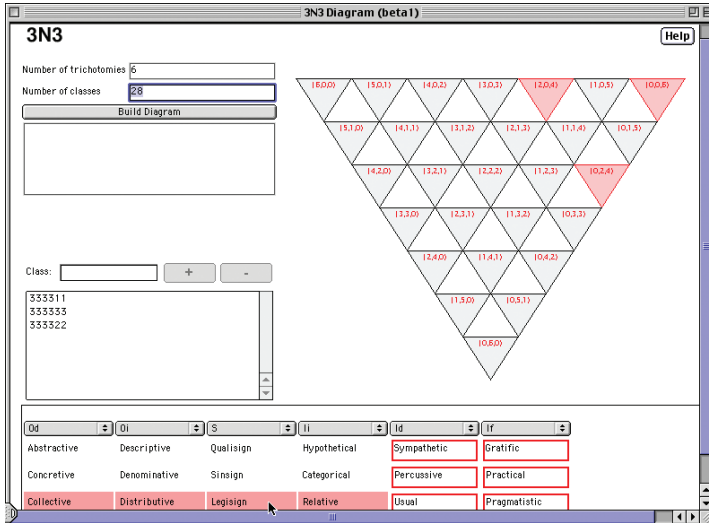 3N3 Diagram (beta1)
3N3
Help
Number of trichotomies 6
Number of classes 28
Build Diagram
(6,0,0) (5,0,1) (4,0,2) (3,0,3) (2,0,4) (1,0,5) (0,0,6)
(5,1,0) (4,1,1) (3,1,2) (2,1,3) (1,1,4) (0,1,5)
(4,2,0) (3,2,1) (2,2,2) (1,2,3) (0,2,4)
(3,3,0) (2,3,1) (1,3,2) (0,3,3)
(2,4,0) (1,4,1) (0,4,2)
(1,5,0) (0,5,1)
(0,6,0)
Class: + -
333311
333333
333322
Od Oi S Ii Id If
Abstractive Descriptive Qualisign Hypothetical Sympathetic Gratific
Concretive Denominative Sinsign Categorical Percussive Practical
Collective Distributive Legisign Relative Usual Pragmatistic